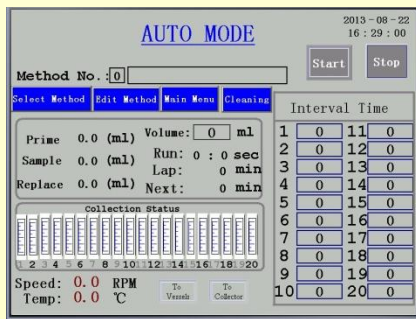 AUTO MODE
2013-08-22
16:29:00
Start
Stop
Method No.:0
Select Method
Edit Method
Main Menu
Cleaning
Prime 0.0 (ml)
Sample 0.0 (ml)
Replace 0.0 (ml)
Volume: 0 ml
Run: 0 : 0 sec
Lap: 0 min
Next: 0 min
Collection Status
1 2 3 4 5 6 7 8 9 10 11 12 13 14 15 16 17 18 19 20
Speed: 0.0 RPM
Temp: 0.0 ℃
To Vessels
To Collector
Interval Time
1 0 11 0
2 0 12 0
3 0 13 0
4 0 14 0
5 0 15 0
6 0 16 0
7 0 17 0
8 0 18 0
9 0 19 0
10 0 20 0